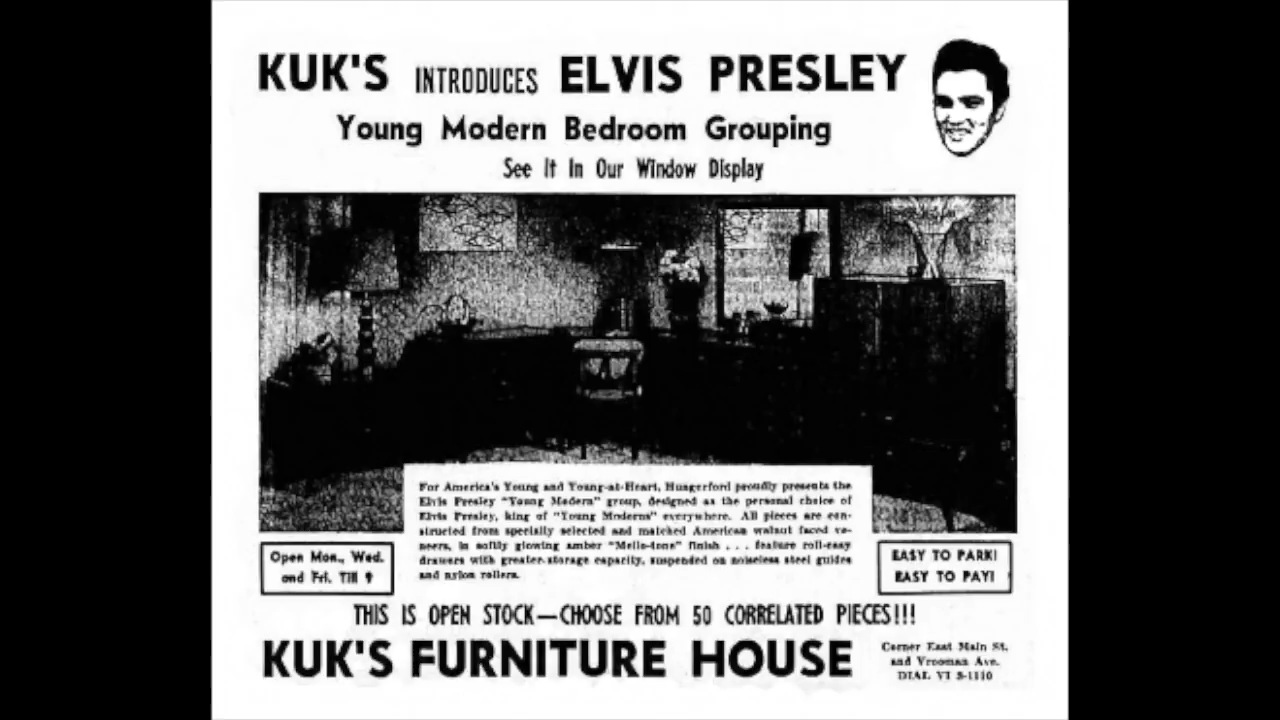 KUK'S INTRODUCES ELVIS PRESLEY
Young Modern Bedroom Grouping
See It In Our Window Display
For America's Young and Young-at-Heart, Hungerford proudly presents the
Elvis Presley "Young Modern" group, designed as the personal choice of
Elvis Presley, king of "Young Moderns" everywhere. All pieces are con-
structed from specially selected and matched American walnut faced ve-
neers, in softly glowing amber "Mello-tone" finish . . . feature roll-easy
drawers with greater storage capacity, suspended on noiseless steel guides
and nylon rollers.
Open Mon., Wed.
and Fri. Till 9
EASY TO PARK!
EASY TO PAY!
THIS IS OPEN STOCK—CHOOSE FROM 50 CORRELATED PIECES!!!
KUK'S FURNITURE HOUSE
Corner East Main St.
and Vrooman Ave.
DIAL VI 3-1110